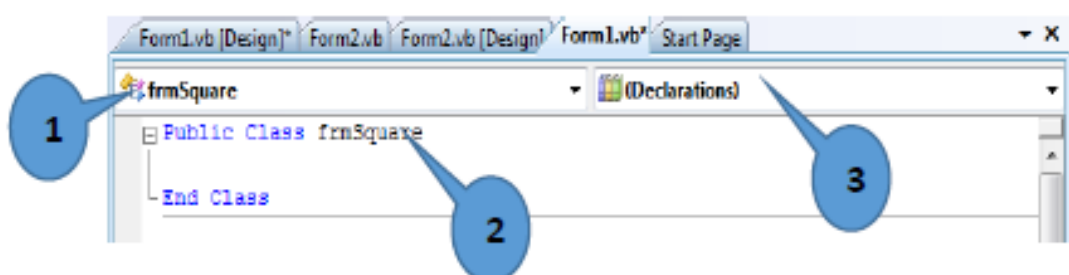 Form1.vb [Design]* Form2.vb Form2.vb [Design] Form1.vb* Start Page
frmSquare (Declarations)
1
Public Class frmSquare
3
End Class
2